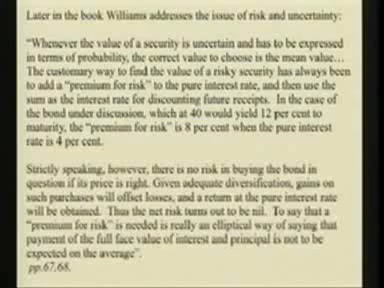 Later in the book Williams addresses the issue of risk and uncertainty:
"Whenever the value of a security is uncertain and has to be expressed
in terms of probability, the correct value to choose is the mean value…
The customary way to find the value of a risky security has always been
to add a "premium for risk" to the pure interest rate, and then use the
sum as the interest rate for discounting future receipts. In the case of
the bond under discussion, which at 40 would yield 12 per cent to
maturity, the "premium for risk" is 8 per cent when the pure interest
rate is 4 per cent.
Strictly speaking, however, there is no risk in buying the bond in
question if its price is right. Given adequate diversification, gains on
such purchases will offset losses, and a return at the pure interest rate
will be obtained. Thus the net risk turns out to be nil. To say that a
"premium for risk" is needed is really an elliptical way of saying that
payment of the full face value of interest and principal is not to be
expected on the average".
pp.67,68.